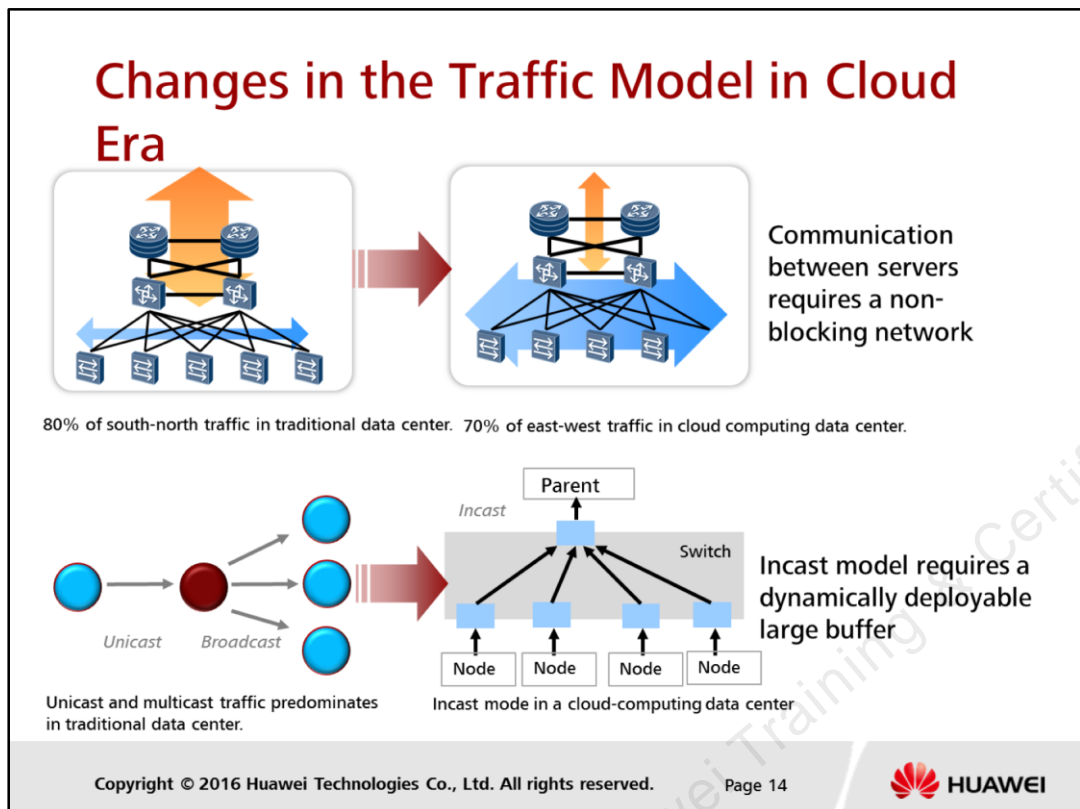 Changes in the Traffic Model in Cloud
Era
Communication
between servers
requires a non-
blocking network
80% of south-north traffic in traditional data center.
70% of east-west traffic in cloud computing data center.
Unicast
Broadcast
Unicast and multicast traffic predominates
in traditional data center.
Incast
Parent
Switch
Node
Node
Node
Node
Incast mode in a cloud-computing data center
Incast model requires a
dynamically deployable
large buffer
Copyright © 2016 Huawei Technologies Co., Ltd. All rights reserved.
Page 14
HUAWEI
Training &